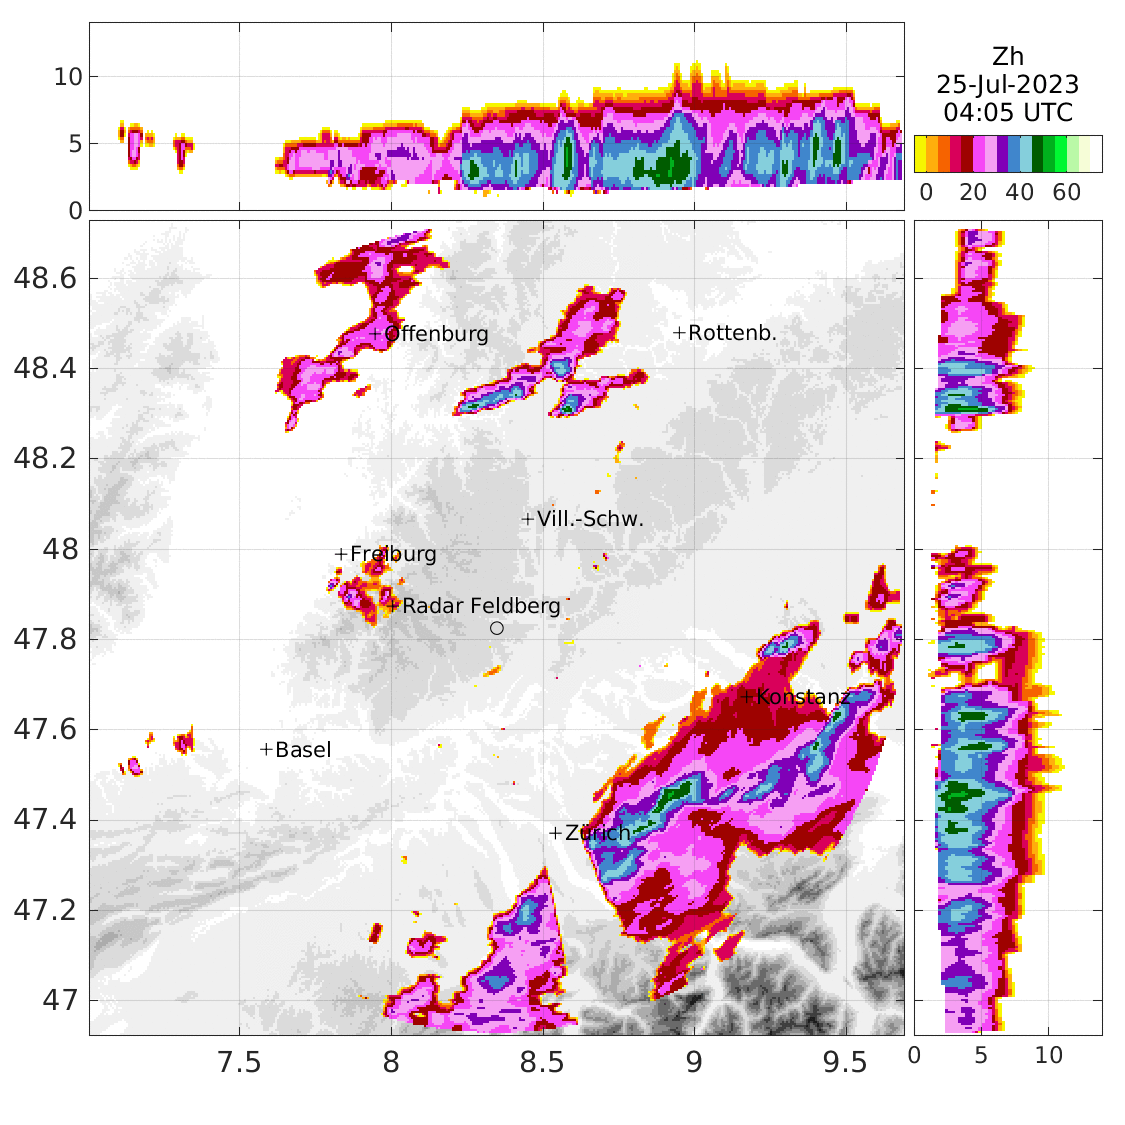 10
5
0
Zh
25-Jul-2023
04:05 UTC
0 20 40 60
48.6
48.4
48.2
48
47.8
47.6
47.4
47.2
47
Offenburg
Rottenb.
Vill.-Schw.
Freiburg
Radar Feldberg
Konstanz
Basel
Zürich
7.5 8 8.5 9 9.5
0 5 10